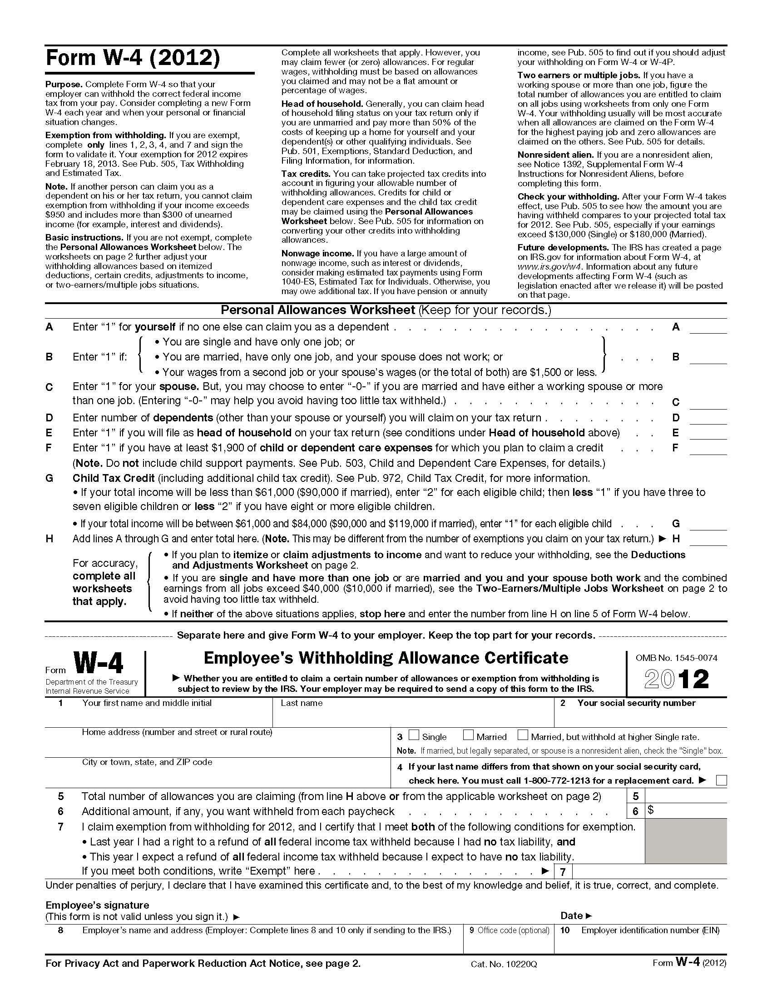 Form W-4 (2012)
Purpose. Complete Form W-4 so that your
employer can withhold the correct federal income
tax from your pay. Consider completing a new Form
W-4 each year and when your personal or financial
situation changes.
Exemption from withholding. If you are exempt,
complete only lines 1, 2, 3, 4, and 7 and sign the
form to validate it. Your exemption for 2012 expires
February 18, 2013. See Pub. 505, Tax Withholding
and Estimated Tax.
Note. If another person can claim you as a
dependent on his or her tax return, you cannot claim
exemption from withholding if your income exceeds
$950 and includes more than $300 of unearned
income (for example, interest and dividends).
Basic instructions. If you are not exempt, complete
the Personal Allowances Worksheet below. The
worksheets on page 2 further adjust your
withholding allowances based on itemized
deductions, certain credits, adjustments to income,
or two-earners/multiple jobs situations.
Complete all worksheets that apply. However, you
may claim fewer (or zero) allowances. For regular
wages, withholding must be based on allowances
you claimed and may not be a flat amount or
percentage of wages.
Head of household. Generally, you can claim head
of household filing status on your tax return only if
you are unmarried and pay more than 50% of the
costs of keeping up a home for yourself and your
dependent(s) or other qualifying individuals. See
Pub. 501, Exemptions, Standard Deduction, and
Filing Information, for information.
Tax credits. You can take projected tax credits into
account in figuring your allowable number of
withholding allowances. Credits for child or
dependent care expenses and the child tax credit
may be claimed using the Personal Allowances
Worksheet below. See Pub. 505 for information on
converting your other credits into withholding
allowances.
Nonwage income. If you have a large amount of
nonwage income, such as interest or dividends,
consider making estimated tax payments using Form
1040-ES, Estimated Tax for Individuals. Otherwise, you
may owe additional tax. If you have pension or annuity
income, see Pub. 505 to find out if you should adjust
your withholding on Form W-4 or W-4P.
Two earners or multiple jobs. If you have a
working spouse or more than one job, figure the
total number of allowances you are entitled to claim
on all jobs using worksheets from only one Form
W-4. Your withholding usually will be most accurate
when all allowances are claimed on the Form W-4
for the highest paying job and zero allowances are
claimed on the others. See Pub. 505 for details.
Nonresident alien. If you are a nonresident alien,
see Notice 1392, Supplemental Form W-4
Instructions for Nonresident Aliens, before
completing this form.
Check your withholding. After your Form W-4 takes
effect, use Pub. 505 to see how the amount you are
having withheld compares to your projected total tax
for 2012. See Pub. 505, especially if your earnings
exceed $130,000 (Single) or $180,000 (Married).
Future developments. The IRS has created a page
on IRS.gov for information about Form W-4, at
www.irs.gov/w4. Information about any future
developments affecting Form W-4 (such as
legislation enacted after we release it) will be posted
on that page.
Personal Allowances Worksheet (Keep for your records.)
A Enter “1” for yourself if no one else can claim you as a dependent . . . . . . . . . . . . . . . . . . A
• You are single and have only one job; or
B Enter “1” if: • You are married, have only one job, and your spouse does not work; or . . . B
• Your wages from a second job or your spouse’s wages (or the total of both) are $1,500 or less.
C Enter “1” for your spouse. But, you may choose to enter “-0-” if you are married and have either a working spouse or more
than one job. (Entering “-0-” may help you avoid having too little tax withheld.) . . . . . . . . . . . . . . C
D Enter number of dependents (other than your spouse or yourself) you will claim on your tax return . . . . . . . . D
E Enter “1” if you will file as head of household on your tax return (see conditions under Head of household above) . . E
F Enter “1” if you have at least $1,900 of child or dependent care expenses for which you plan to claim a credit . . . F
(Note. Do not include child support payments. See Pub. 503, Child and Dependent Care Expenses, for details.)
G Child Tax Credit (including additional child tax credit). See Pub. 972, Child Tax Credit, for more information.
• If your total income will be less than $61,000 ($90,000 if married), enter “2” for each eligible child; then less “1” if you have three to
seven eligible children or less “2” if you have eight or more eligible children.
• If your total income will be between $61,000 and $84,000 ($90,000 and $119,000 if married), enter “1” for each eligible child . . . G
H Add lines A through G and enter total here. (Note. This may be different from the number of exemptions you claim on your tax return.) ► H
For accuracy,
complete all
worksheets
that apply.
• If you plan to itemize or claim adjustments to income and want to reduce your withholding, see the Deductions
and Adjustments Worksheet on page 2.
• If you are single and have more than one job or are married and you and your spouse both work and the combined
earnings from all jobs exceed $40,000 ($10,000 if married), see the Two-Earners/Multiple Jobs Worksheet on page 2 to
avoid having too little tax withheld.
• If neither of the above situations applies, stop here and enter the number from line H on line 5 of Form W-4 below.
Separate here and give Form W-4 to your employer. Keep the top part for your records.
Form W-4
Department of the Treasury
Internal Revenue Service
Employee's Withholding Allowance Certificate
► Whether you are entitled to claim a certain number of allowances or exemption from withholding is
subject to review by the IRS. Your employer may be required to send a copy of this form to the IRS.
OMB No. 1545-0074
2012
1 Your first name and middle initial
Last name
2 Your social security number
Home address (number and street or rural route)
3 Single Married Married, but withhold at higher Single rate.
Note. If married, but legally separated, or spouse is a nonresident alien, check the "Single" box.
City or town, state, and ZIP code
4 If your last name differs from that shown on your social security card,
check here. You must call 1-800-772-1213 for a replacement card. ►
5 Total number of allowances you are claiming (from line H above or from the applicable worksheet on page 2) 5
6 Additional amount, if any, you want withheld from each paycheck . . . . . . . . . . . . . . 6 $
7 I claim exemption from withholding for 2012, and I certify that I meet both of the following conditions for exemption.
• Last year I had a right to a refund of all federal income tax withheld because I had no tax liability, and
• This year I expect a refund of all federal income tax withheld because I expect to have no tax liability.
If you meet both conditions, write “Exempt” here . . . . . . . . . . . . . . . ► 7
Under penalties of perjury, I declare that I have examined this certificate and, to the best of my knowledge and belief, it is true, correct, and complete.
Employee’s signature
(This form is not valid unless you sign it.) ►
Date ►
8 Employer’s name and address (Employer: Complete lines 8 and 10 only if sending to the IRS.)
9 Office code (optional)
10 Employer identification number (EIN)
For Privacy Act and Paperwork Reduction Act Notice, see page 2.
Cat. No. 10220Q
Form W-4 (2012)